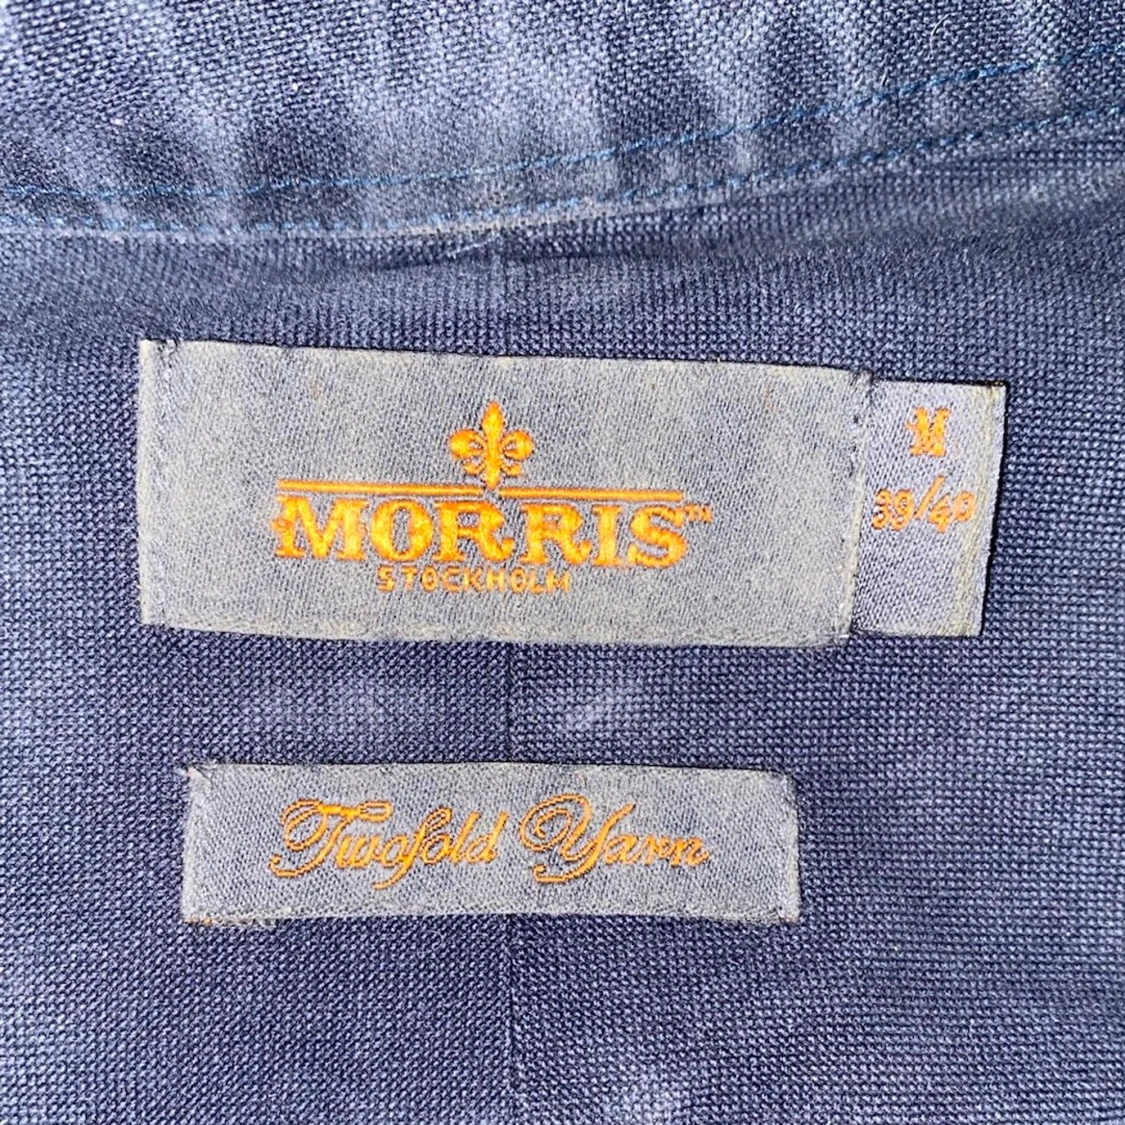 MORRIS™
STOCKHOLM
M
39/40
Twofold Yarn